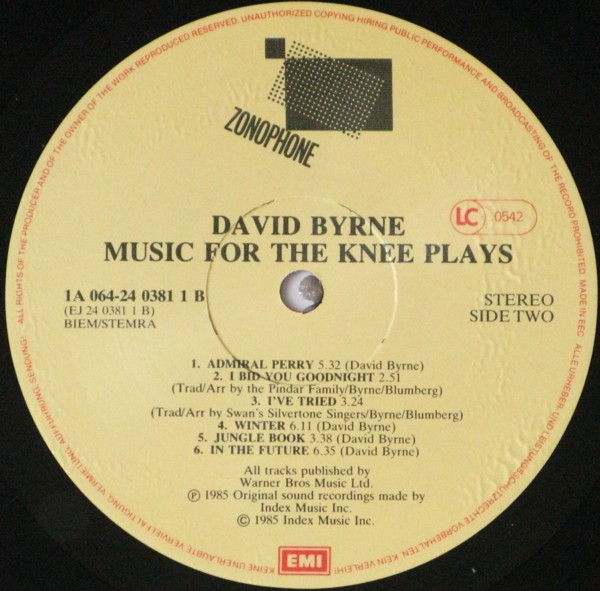 ALL RIGHTS OF THE PRODUCER AND OF THE OWNER OF THE WORK REPRODUCED RESERVED. UNAUTHORIZED COPYING HIRING PUBLIC PERFORMANCE AND BROADCASTING OF THE RECORD PROHIBITED. MADE IN EEC
ZONOPHONE
DAVID BYRNE
MUSIC FOR THE KNEE PLAYS
LC 0542
1A 064-24 0381 1 B
(EJ 24 0381 1 B)
BIEM/STEMRA
STEREO
SIDE TWO
1. ADMIRAL PERRY 5.32 (David Byrne)
2. I BID YOU GOODNIGHT 2.51
(Trad/Arr by the Pindar Family/Byrne/Blumberg)
3. I'VE TRIED 3.24
(Trad/Arr by Swan's Silvertone Singers/Byrne/Blumberg)
4. WINTER 6.11 (David Byrne)
5. JUNGLE BOOK 3.38 (David Byrne)
6. IN THE FUTURE 6.35 (David Byrne)
All tracks published by
Warner Bros Music Ltd.
Ⓟ 1985 Original sound recordings made by
Index Music Inc.
© 1985 Index Music Inc.
EMI
ALLE URHEBER UND LEISTUNGSSCHUTZRECHTE VORBEHALTEN. KEIN VERLEIH! KEINE UNERLAUBTE VERVIELFÄLTIGUNG, VERMIETUNG, AUFFÜHRUNG, SENDUNG!